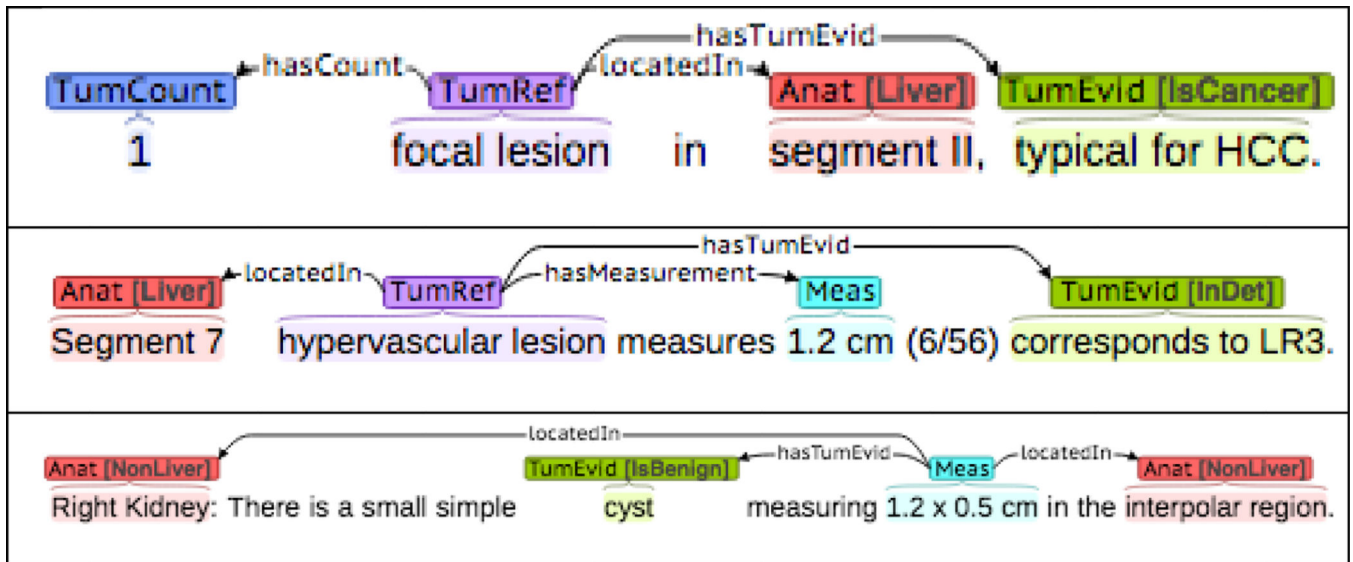 hasTumEvid
hasCount locatedIn
TumCount TumRef Anat [Liver] TumEvid [IsCancer]
1 focal lesion in segment II, typical for HCC.
hasTumEvid
locatedIn hasMeasurement
Anat [Liver] TumRef Meas TumEvid [InDet]
Segment 7 hypervascular lesion measures 1.2 cm (6/56) corresponds to LR3.
locatedIn
hasTumEvid locatedIn
Anat [NonLiver] TumEvid [IsBenign] Meas Anat [NonLiver]
Right Kidney: There is a small simple cyst measuring 1.2 x 0.5 cm in the interpolar region.